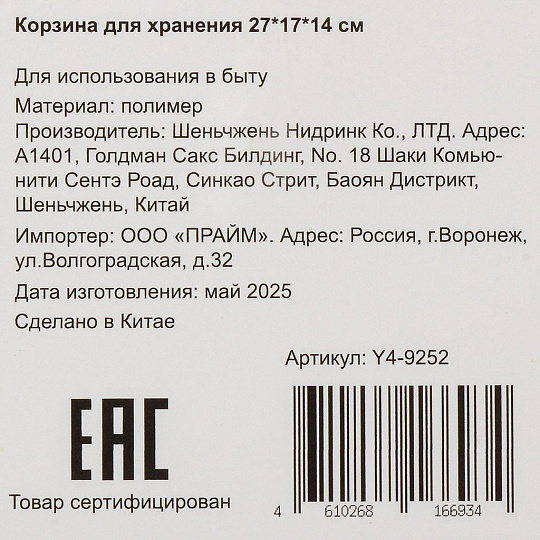 Корзина для хранения 27*17*14 см
Для использования в быту
Материал: полимер
Производитель: Шеньчжень Нидринк Ко., ЛТД. Адрес:
А1401, Голдман Сакс Билдинг, No. 18 Шаки Комью-
нити Сентэ Роад, Синкао Стрит, Баоян Дистрикт,
Шеньчжень, Китай
Импортер: ООО «ПРАЙМ». Адрес: Россия, г.Воронеж,
ул.Волгоградская, д.32
Дата изготовления: май 2025
Сделано в Китае
Артикул: Y4-9252
EAC
Товар сертифицирован
4 610268 166934